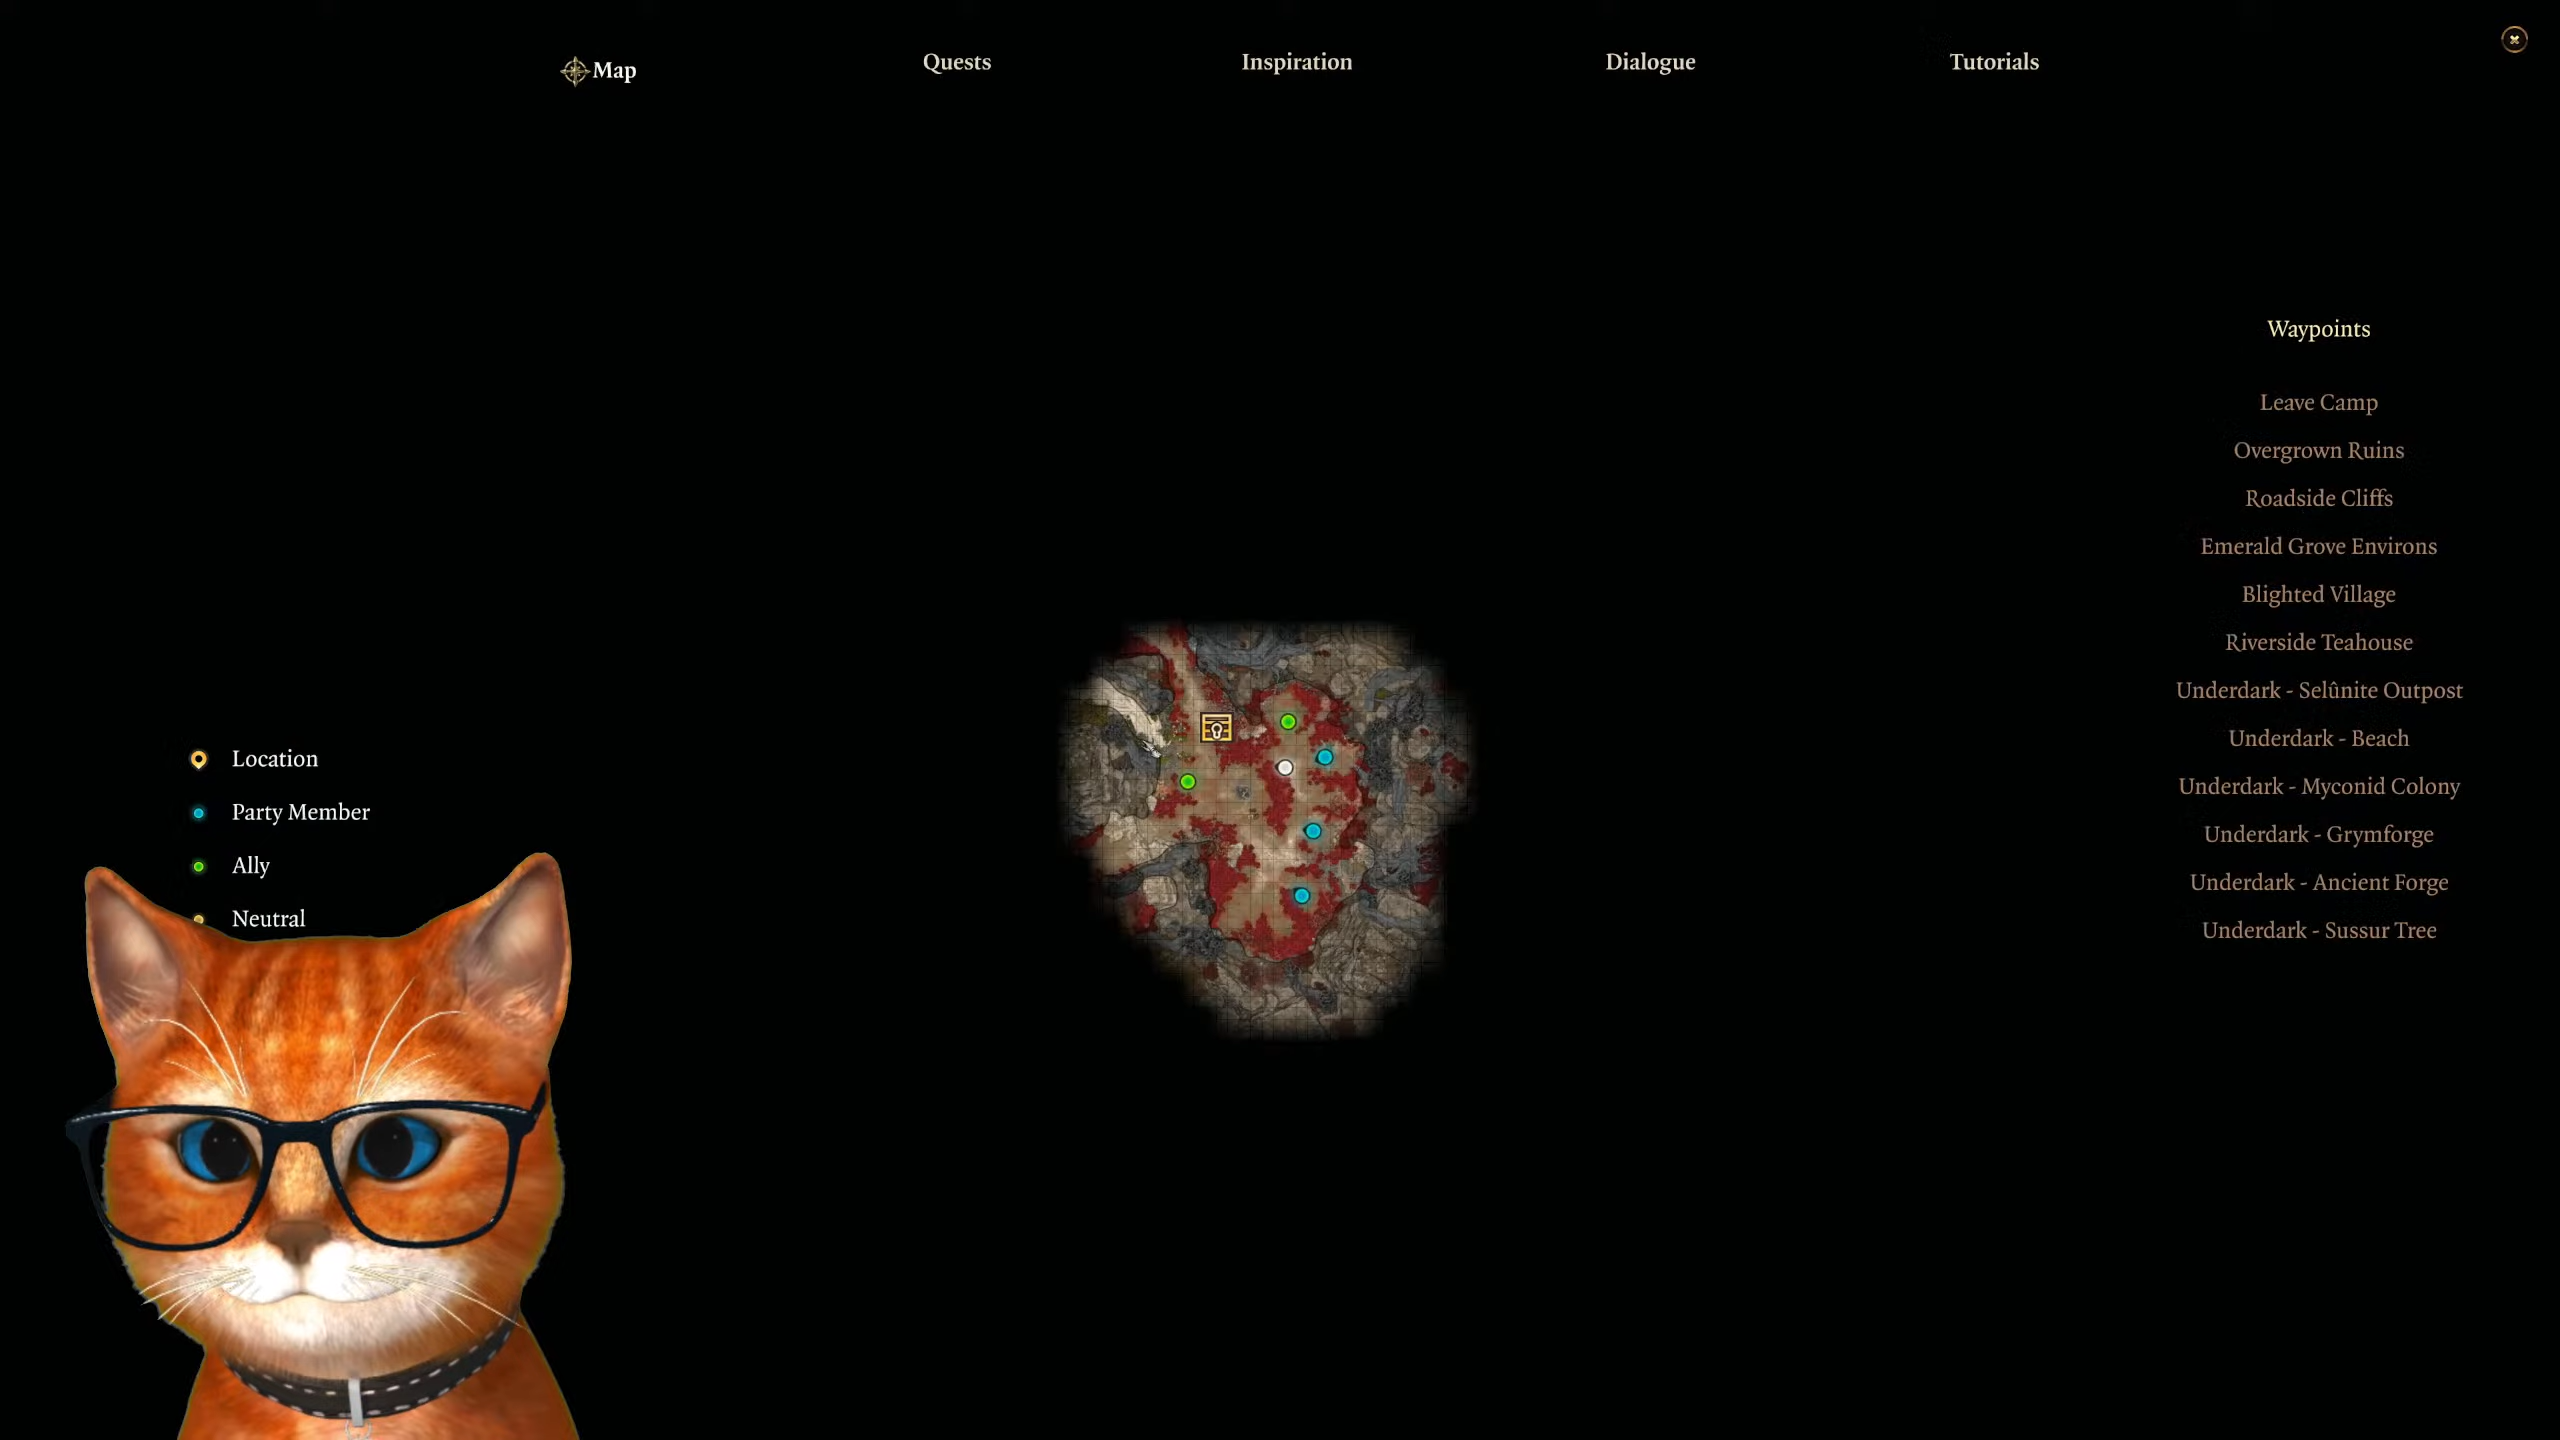 Map
Quests
Inspiration
Dialogue
Tutorials
Waypoints
Leave Camp
Overgrown Ruins
Roadside Cliffs
Emerald Grove Environs
Blighted Village
Riverside Teahouse
Underdark - Selûnite Outpost
Underdark - Beach
Underdark - Myconid Colony
Underdark - Grymforge
Underdark - Ancient Forge
Underdark - Sussur Tree
Location
Party Member
Ally
Neutral